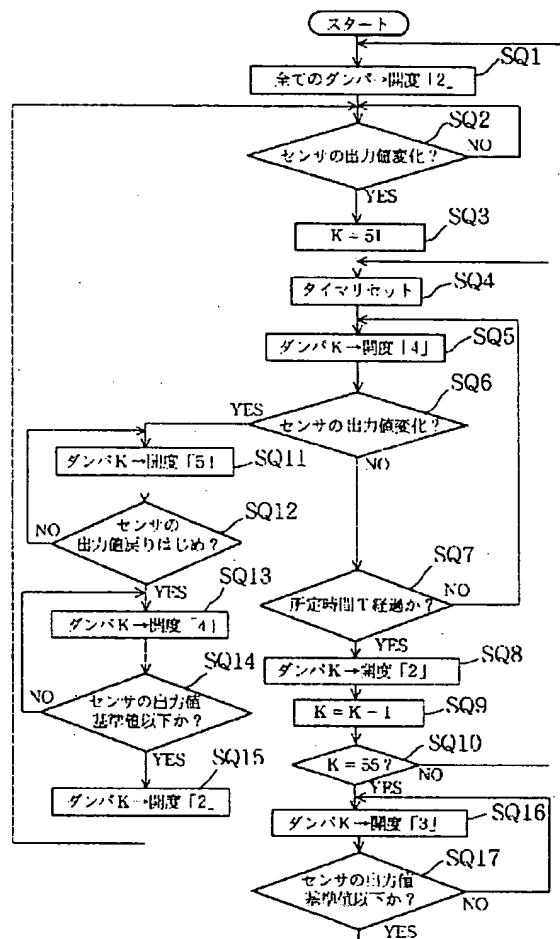 スタート
SQ1
全てのダンパ→開度「2」
SQ2
センサの出力値変化?
NO
YES
SQ3
K=51
SQ4
タイマリセット
SQ5
ダンパK→開度「4」
SQ6
YES
センサの出力値変化?
NO
ダンパK→開度「5」
SQ11
SQ12
NO
センサの
出力値戻りはじめ?
YES
SQ13
ダンパK→開度「4」
SQ14
NO
センサの出力値
基準値以下か?
YES
SQ15
ダンパK→開度「2」
SQ7
所定時間T経過か?
NO
YES
SQ8
ダンパK→開度「2」
SQ9
K=K-1
SQ10
K=55?
NO
YES
SQ16
ダンパK→開度「3」
SQ17
センサの出力値
基準値以下か?
NO
YES